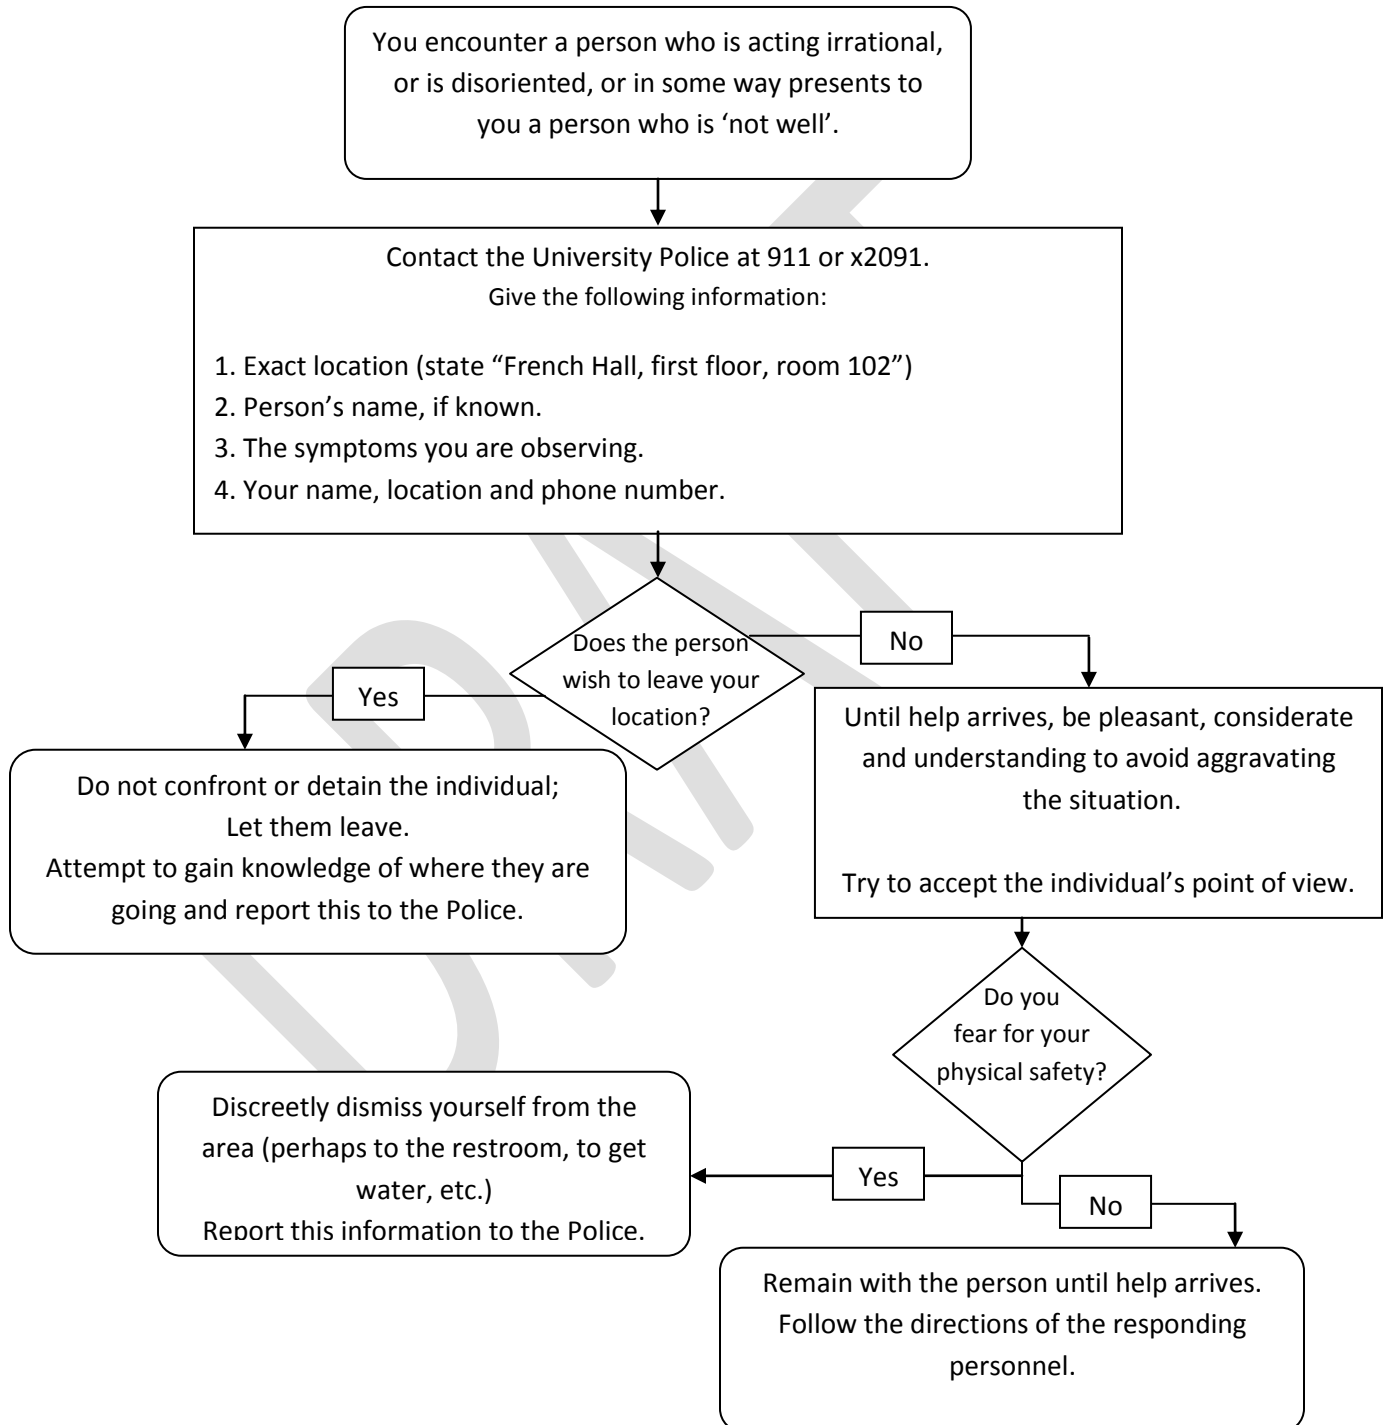 You encounter a person who is acting irrational,
or is disoriented, or in some way presents to
you a person who is ‘not well’.
Contact the University Police at 911 or x2091.
Give the following information:
1. Exact location (state “French Hall, first floor, room 102”)
2. Person’s name, if known.
3. The symptoms you are observing.
4. Your name, location and phone number.
Does the person
wish to leave your
location?
No
Yes
Until help arrives, be pleasant, considerate
and understanding to avoid aggravating
the situation.
Try to accept the individual’s point of view.
Do not confront or detain the individual;
Let them leave.
Attempt to gain knowledge of where they are
going and report this to the Police.
Do you
fear for your
physical safety?
Yes
No
Discreetly dismiss yourself from the
area (perhaps to the restroom, to get
water, etc.)
Report this information to the Police.
Remain with the person until help arrives.
Follow the directions of the responding
personnel.
DRAFT